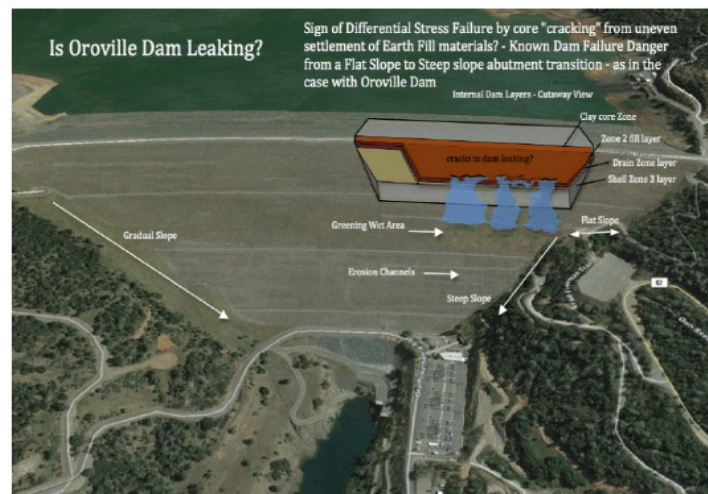 Is Oroville Dam Leaking?
Sign of Differential Stress Failure by core "cracking" from uneven
settlement of Earth Fill materials? - Known Dam Failure Danger
from a Flat Slope to Steep slope abutment transition - as in the
case with Oroville Dam
Internal Dam Layers - Cutaway View
Clay core Zone
Zone 2 fill layer
cracks in dam leaking?
Drain Zone layer
Shell Zone 3 layer
Flat Slope
Greening Wet Area
Gradual Slope
Erosion Channels
Steep Slope